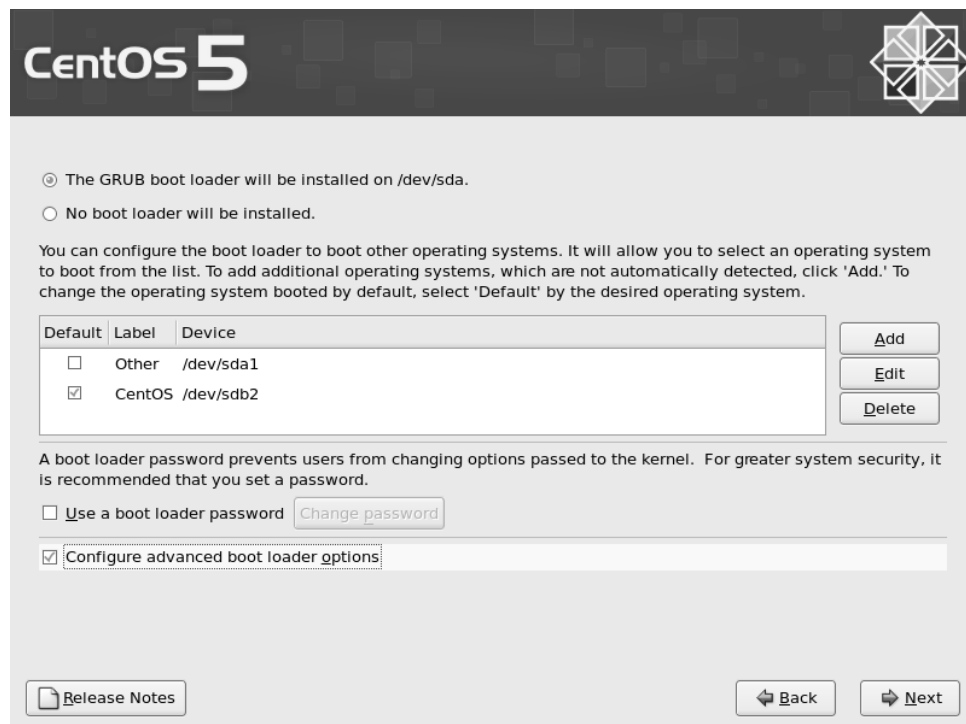 CentOS 5
The GRUB boot loader will be installed on /dev/sda.
No boot loader will be installed.
You can configure the boot loader to boot other operating systems. It will allow you to select an operating system
to boot from the list. To add additional operating systems, which are not automatically detected, click 'Add.' To
change the operating system booted by default, select 'Default' by the desired operating system.
Default Label Device
Other /dev/sda1
CentOS /dev/sdb2
Add
Edit
Delete
A boot loader password prevents users from changing options passed to the kernel.  For greater system security, it
is recommended that you set a password.
Use a boot loader password Change password
Configure advanced boot loader options
Release Notes Back Next